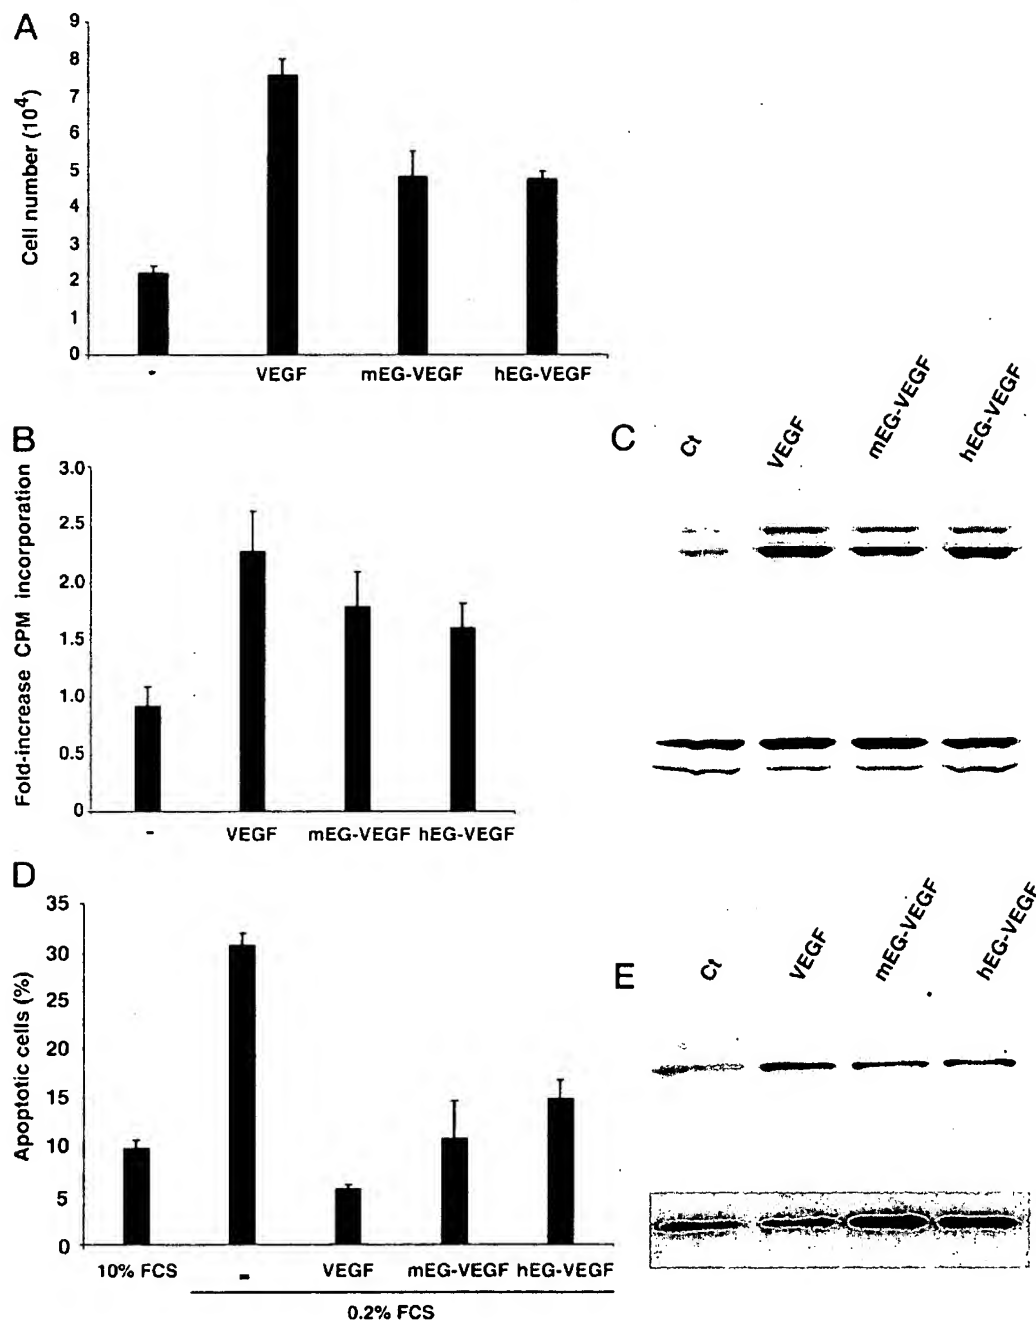 A
Cell number (10⁴)
9
8
7
6
5
4
3
2
1
0
-
VEGF
mEG-VEGF
hEG-VEGF
B
Fold-increase CPM incorporation
3.0
2.5
2.0
1.5
1.0
0.5
0
-
VEGF
mEG-VEGF
hEG-VEGF
C
Ct
VEGF
mEG-VEGF
hEG-VEGF
D
Apoptotic cells (%)
35
30
25
20
15
10
5
0
10% FCS
-
VEGF
mEG-VEGF
hEG-VEGF
0.2% FCS
E
Ct
VEGF
mEG-VEGF
hEG-VEGF